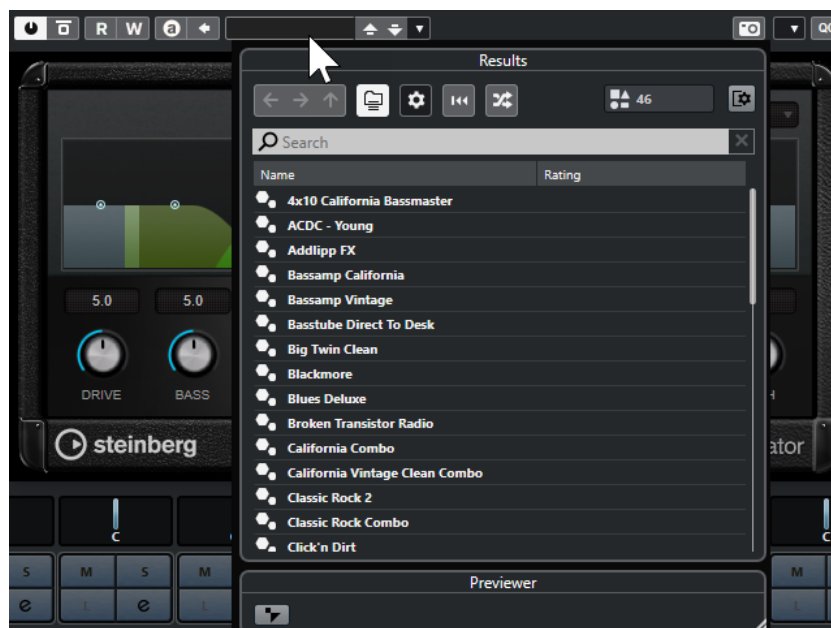 R W a QC
Results
46
Search
Name Rating
4x10 California Bassmaster
ACDC - Young
Addlipp FX
Bassamp California
5.0 5.0 Bassamp Vintage
Basstube Direct To Desk
Big Twin Clean
Blackmore
DRIVE BASS Blues Deluxe H
Broken Transistor Radio
steinberg California Combo ator
California Vintage Clean Combo
Classic Rock 2
Classic Rock Combo
C C
Click'n Dirt
S M S M M
Previewer
e L e L L